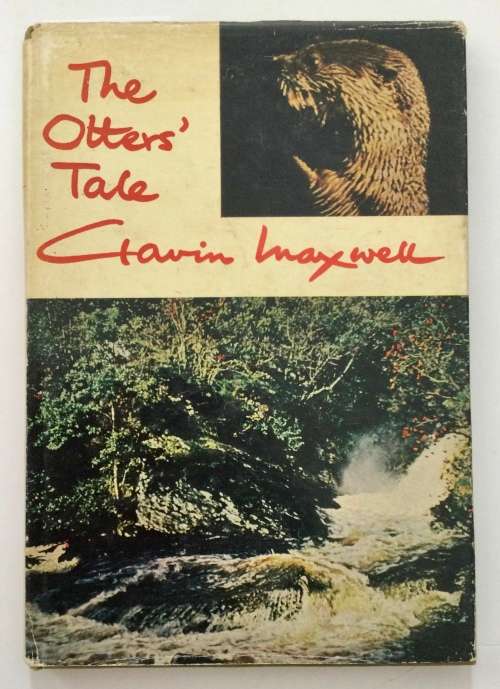 The
Otters'
Tale
Gavin Maxwell